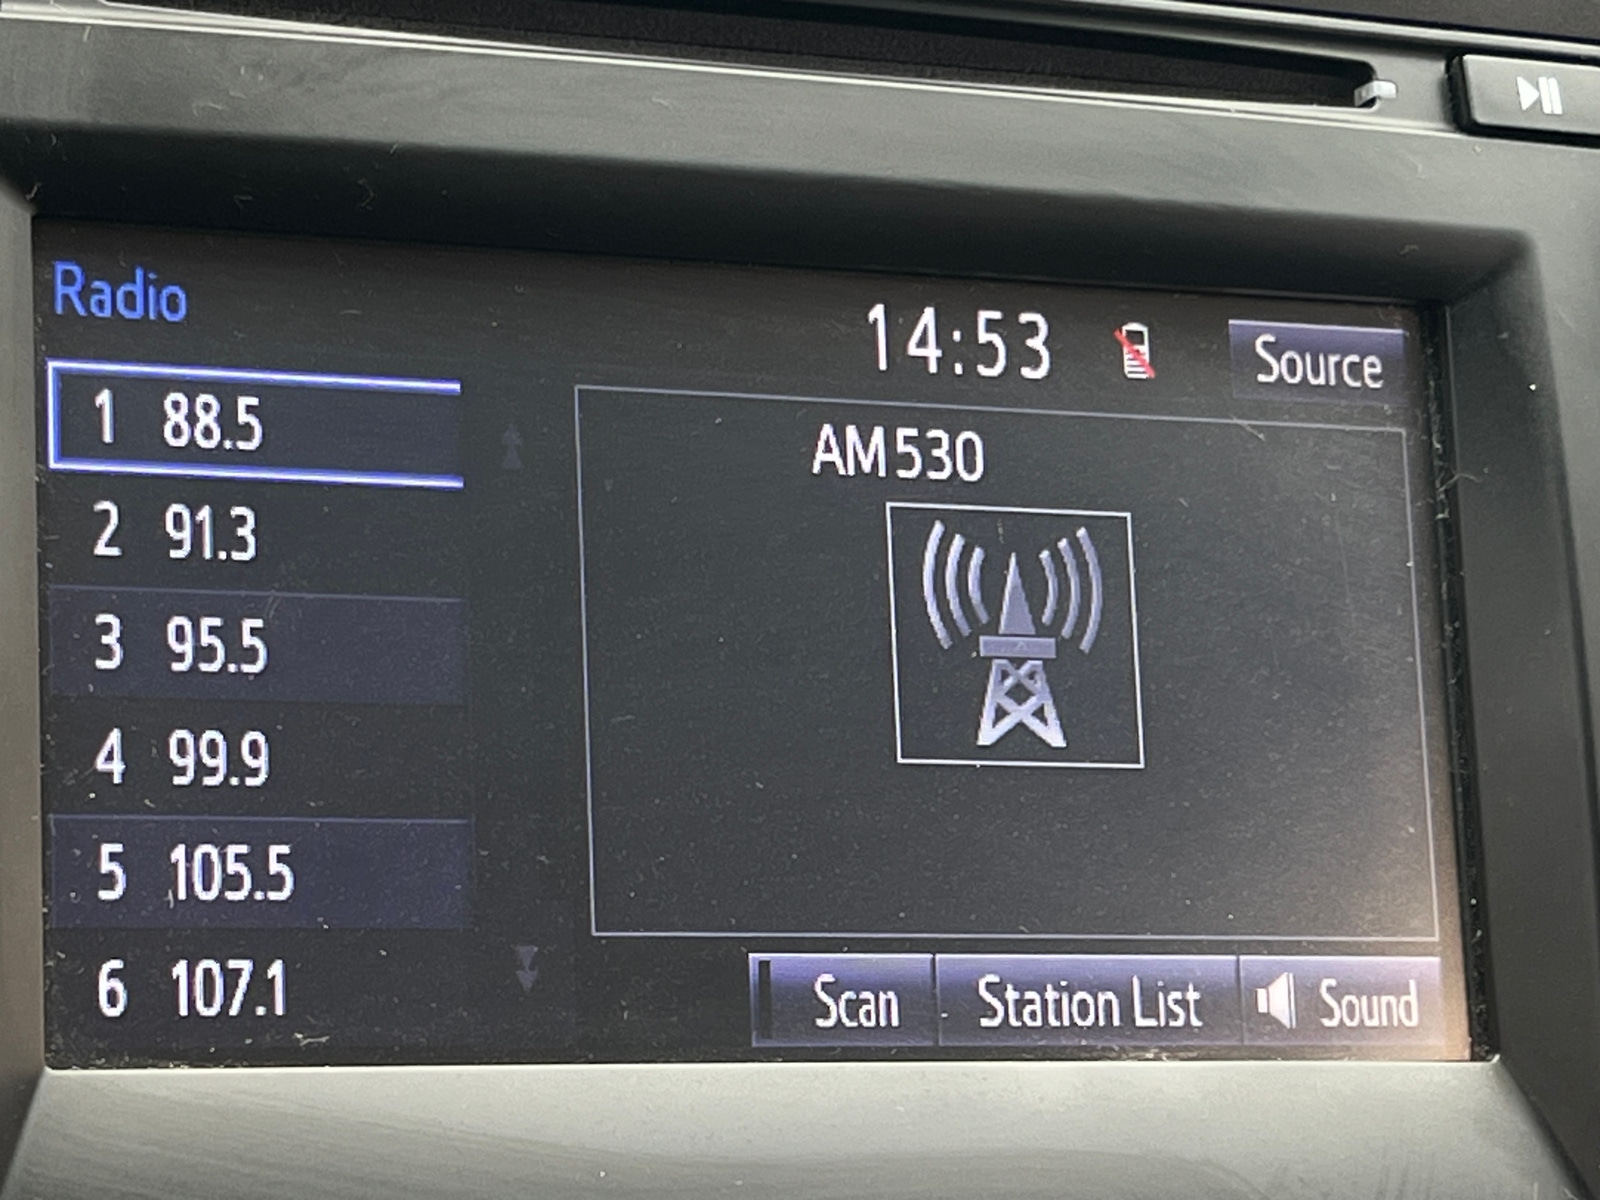 Radio
14:53
Source
1 88.5
2 91.3
3 95.5
4 99.9
5 105.5
6 107.1
AM 530
Scan
Station List
Sound